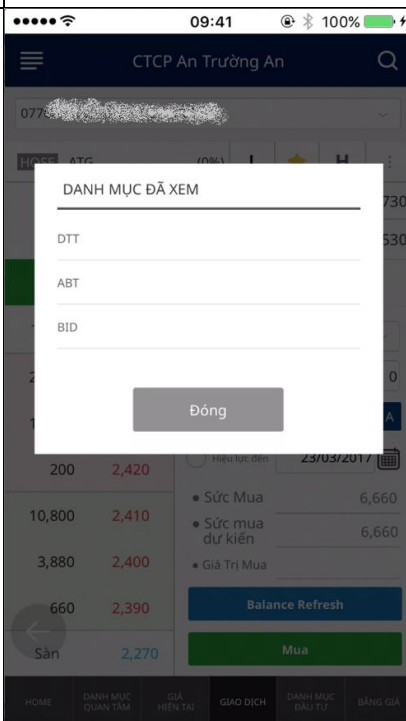 09:41 100%
CTCP An Trường An
077
HOSE ATG (0%) H
DANH MỤC ĐÃ XEM
730
DTT
530
ABT
BID
2 0
Đóng
1 A
Hiệu lực đến 23/03/2017
200 2,420
Sức Mua 6,660
10,800 2,410
Sức mua
dự kiến 6,660
3,880 2,400
Giá Trị Mua
660 2,390 Balance Refresh
Sàn 2,270 Mua
HOME DANH MỤC QUAN TÂM GIÁ HIỆN TẠI GIAO DỊCH DANH MỤC ĐẦU TƯ BẢNG GIÁ